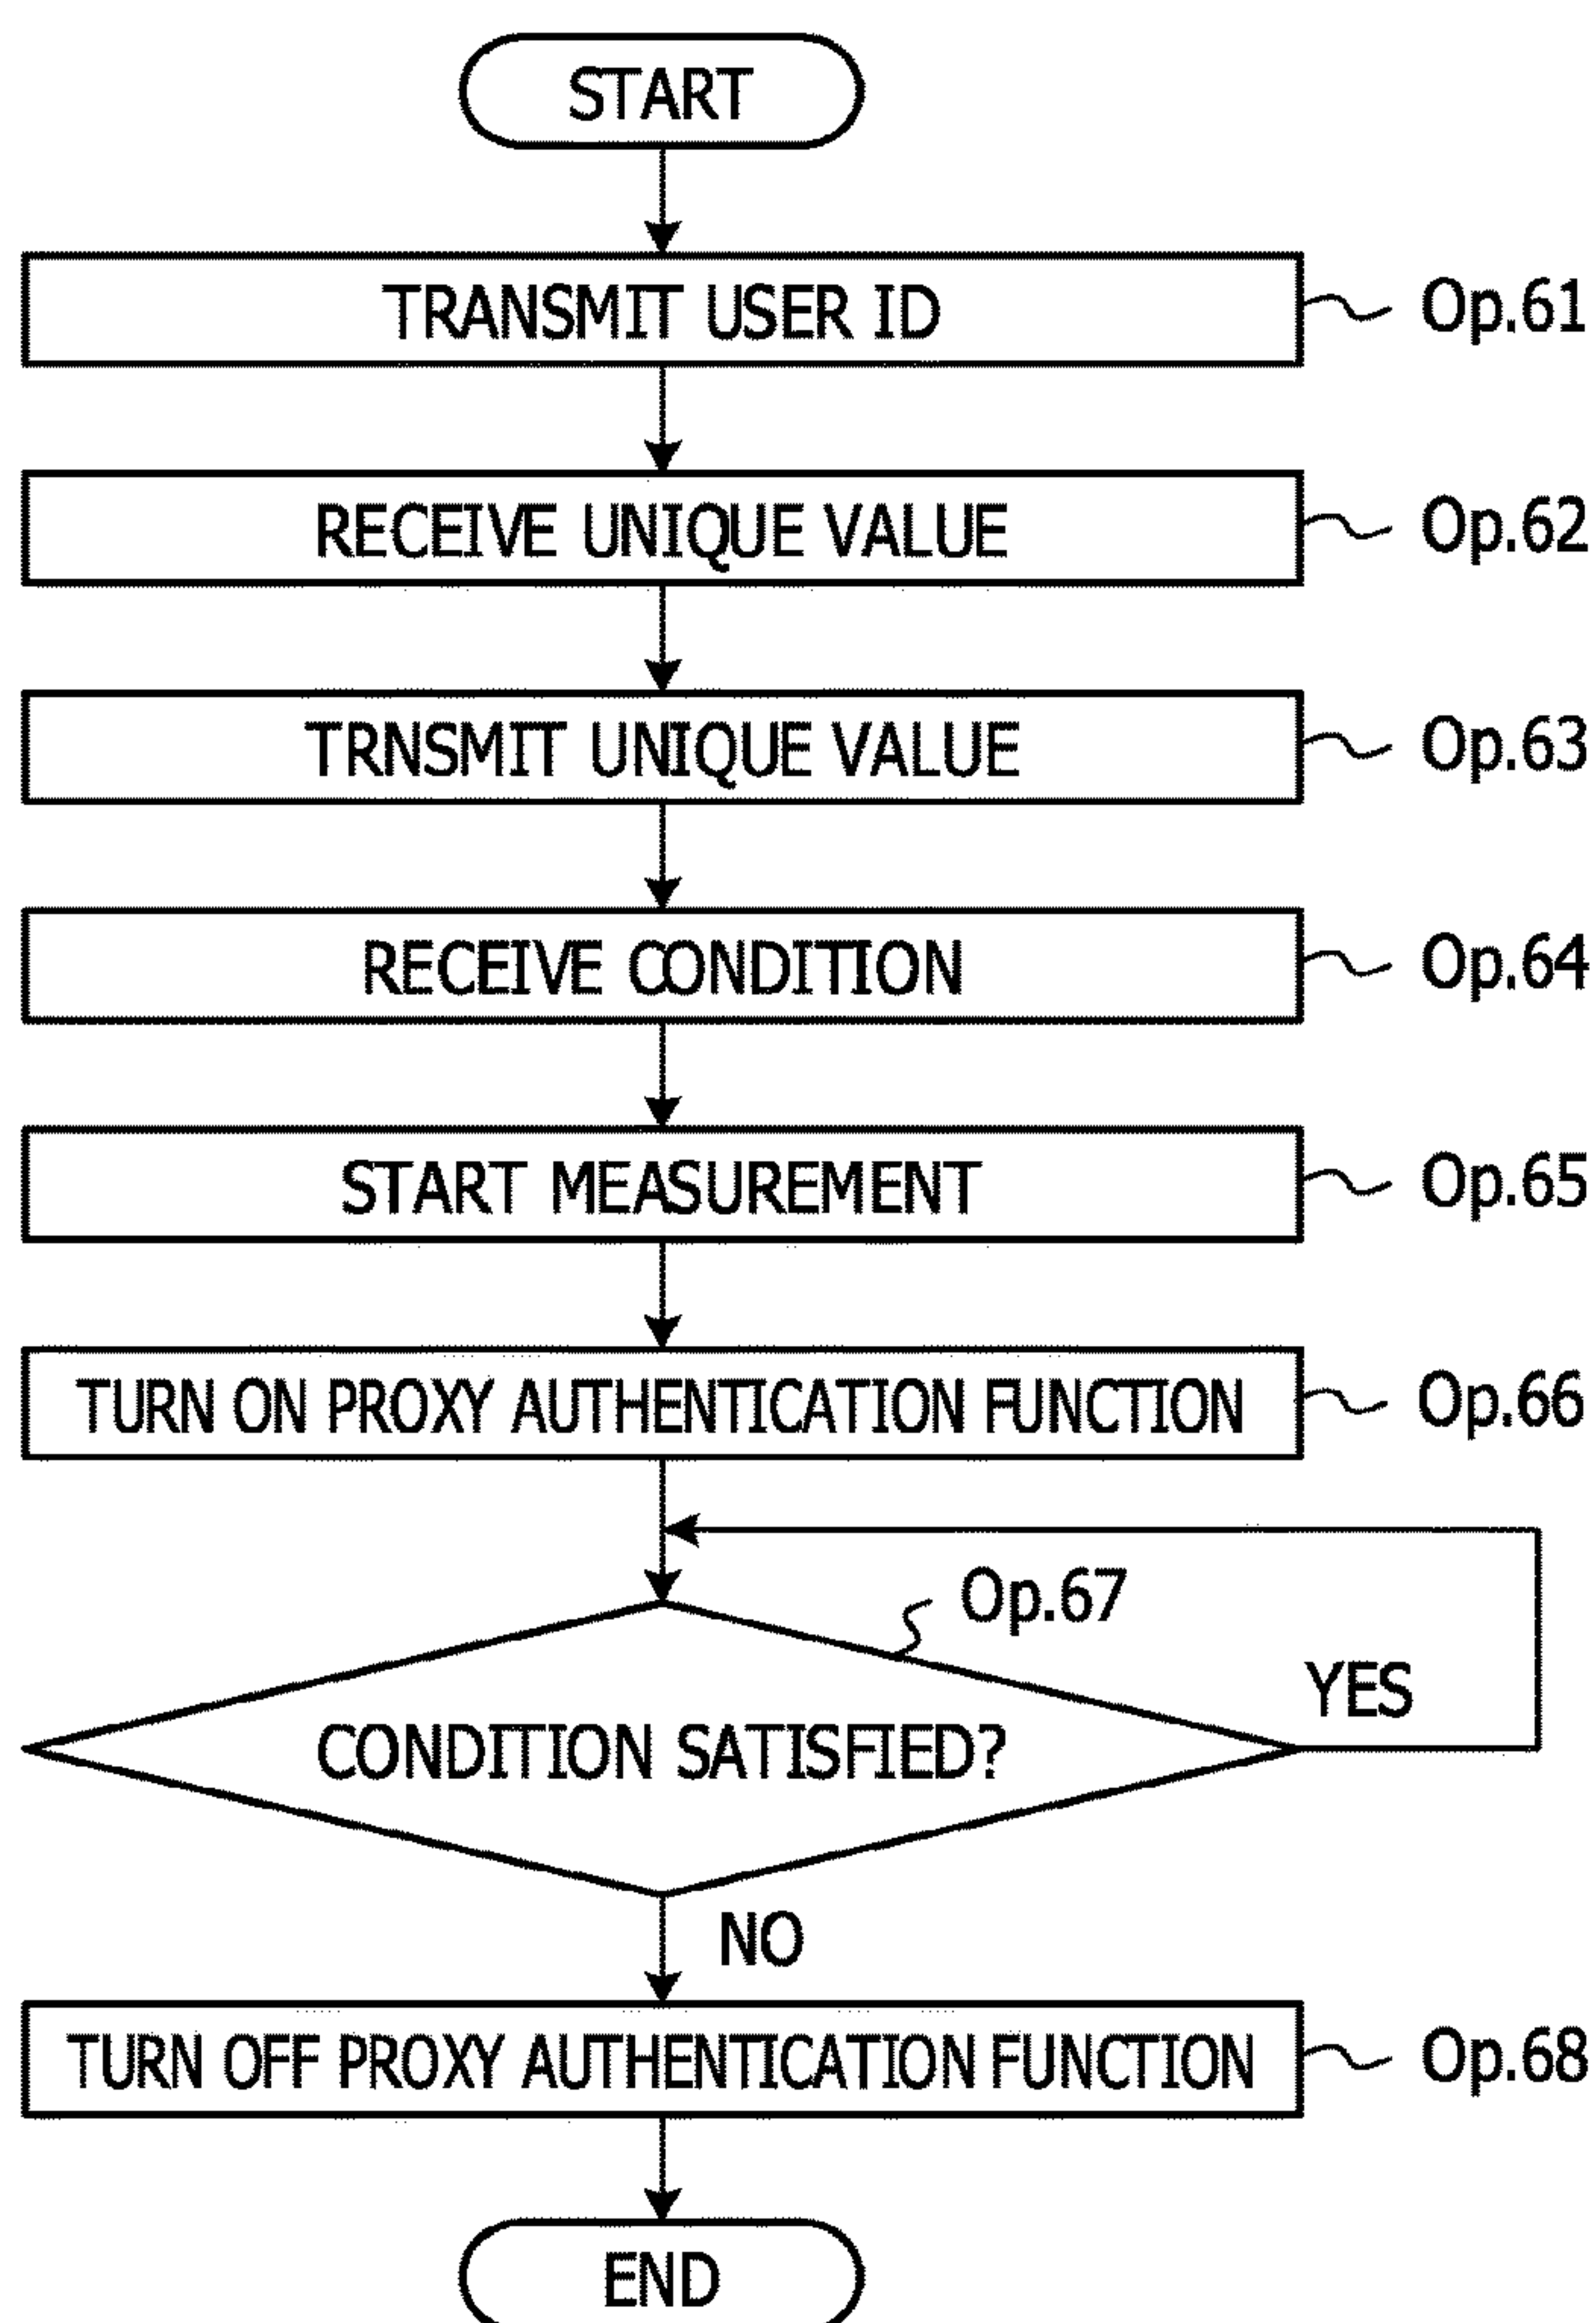 START
TRANSMIT USER ID Op.61
RECEIVE UNIQUE VALUE Op.62
TRNSMIT UNIQUE VALUE Op.63
RECEIVE CONDITION Op.64
START MEASUREMENT Op.65
TURN ON PROXY AUTHENTICATION FUNCTION Op.66
Op.67
YES
CONDITION SATISFIED?
NO
TURN OFF PROXY AUTHENTICATION FUNCTION Op.68
END